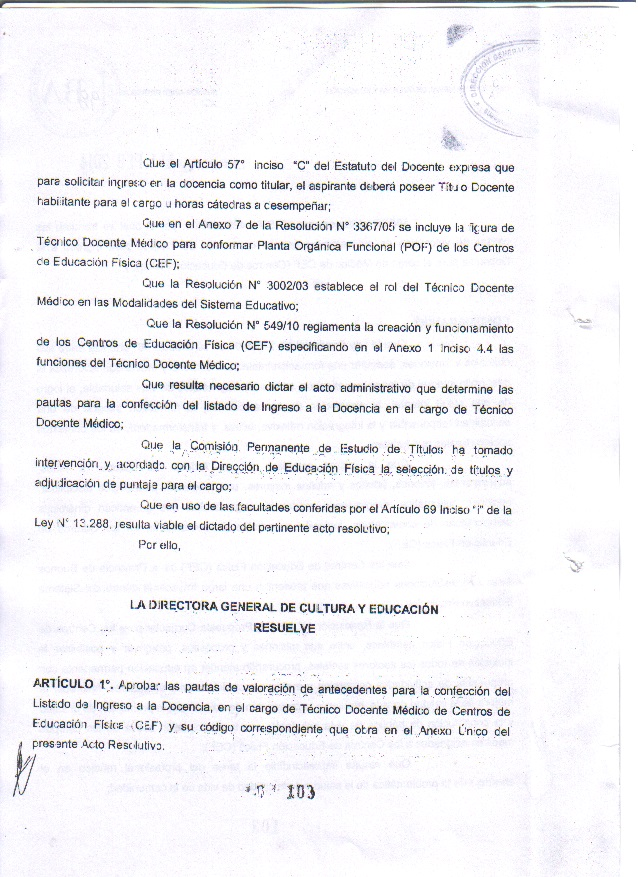 DIRECCION GENERAL
Que el Artículo 57° inciso "C" del Estatuto del Docente expresa que
para solicitar ingreso en la docencia como titular, el aspirante deberá poseer Título Docente
habilitante para el cargo u horas cátedras a desempeñar;
Que en el Anexo 7 de la Resolución N° 3367/05 se incluye la figura de
Técnico Docente Médico para conformar Planta Orgánica Funcional (POF) de los Centros
de Educación Física (CEF);
Que la Resolución N° 3002/03 establece el rol del Técnico Docente
Médico en las Modalidades del Sistema Educativo;
Que la Resolución N° 549/10 reglamenta la creación y funcionamiento
de los Centros de Educación Física (CEF) especificando en el Anexo 1 Inciso 4.4 las
funciones del Técnico Docente Médico;
Que resulta necesario dictar el acto administrativo que determine las
pautas para la confección del listado de Ingreso a la Docencia en el cargo de Técnico
Docente Médico;
Que la Comisión Permanente de Estudio de Títulos ha tomado
intervención y acordado con la Dirección de Educación Física la selección de títulos y
adjudicación de puntaje para el cargo;
Que en uso de las facultades conferidas por el Artículo 69 Inciso "i" de la
Ley N° 13.288, resulta viable el dictado del pertinente acto resolutivo;
Por ello,
LA DIRECTORA GENERAL DE CULTURA Y EDUCACIÓN
RESUELVE
ARTÍCULO 1°. Aprobar las pautas de valoración de antecedentes para la confección del
Listado de Ingreso a la Docencia, en el cargo de Técnico Docente Médico de Centros de
Educación Física (CEF) y su código correspondiente que obra en el Anexo Único del
presente Acto Resolutivo.
103